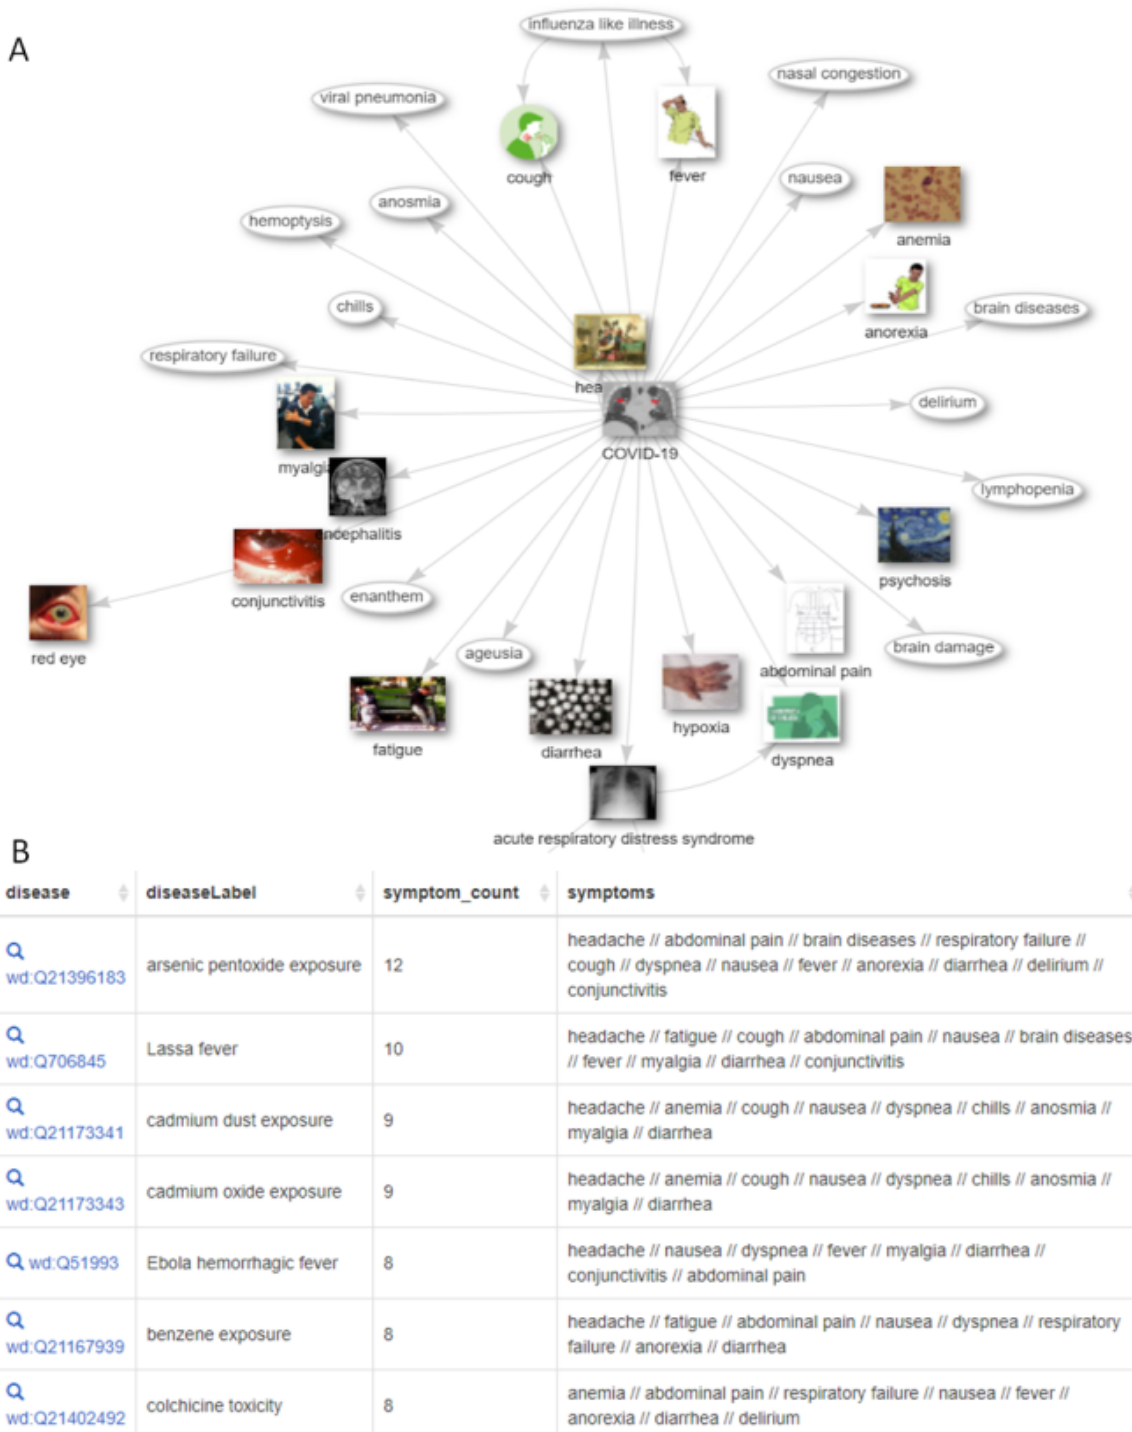 A
influenza like illness
nasal congestion
viral pneumonia
cough
fever
nausea
anosmia
hemoptysis
anemia
chills
anorexia
brain diseases
respiratory failure
hea
delirium
COVID-19
myalgi
lymphopenia
encephalitis
psychosis
conjunctivitis
enanthem
red eye
ageusia
brain damage
abdominal pain
hypoxia
fatigue
diarrhea
dyspnea
acute respiratory distress syndrome
B
disease diseaseLabel symptom_count symptoms
wd:Q21396183 arsenic pentoxide exposure 12 headache // abdominal pain // brain diseases // respiratory failure //
cough // dyspnea // nausea // fever // anorexia // diarrhea // delirium //
conjunctivitis
wd:Q706845 Lassa fever 10 headache // fatigue // cough // abdominal pain // nausea // brain diseases
// fever // myalgia // diarrhea // conjunctivitis
wd:Q21173341 cadmium dust exposure 9 headache // anemia // cough // nausea // dyspnea // chills // anosmia //
myalgia // diarrhea
wd:Q21173343 cadmium oxide exposure 9 headache // anemia // cough // nausea // dyspnea // chills // anosmia //
myalgia // diarrhea
wd:Q51993 Ebola hemorrhagic fever 8 headache // nausea // dyspnea // fever // myalgia // diarrhea //
conjunctivitis // abdominal pain
wd:Q21167939 benzene exposure 8 headache // fatigue // abdominal pain // nausea // dyspnea // respiratory
failure // anorexia // diarrhea
wd:Q21402492 colchicine toxicity 8 anemia // abdominal pain // respiratory failure // nausea // fever //
anorexia // diarrhea // delirium